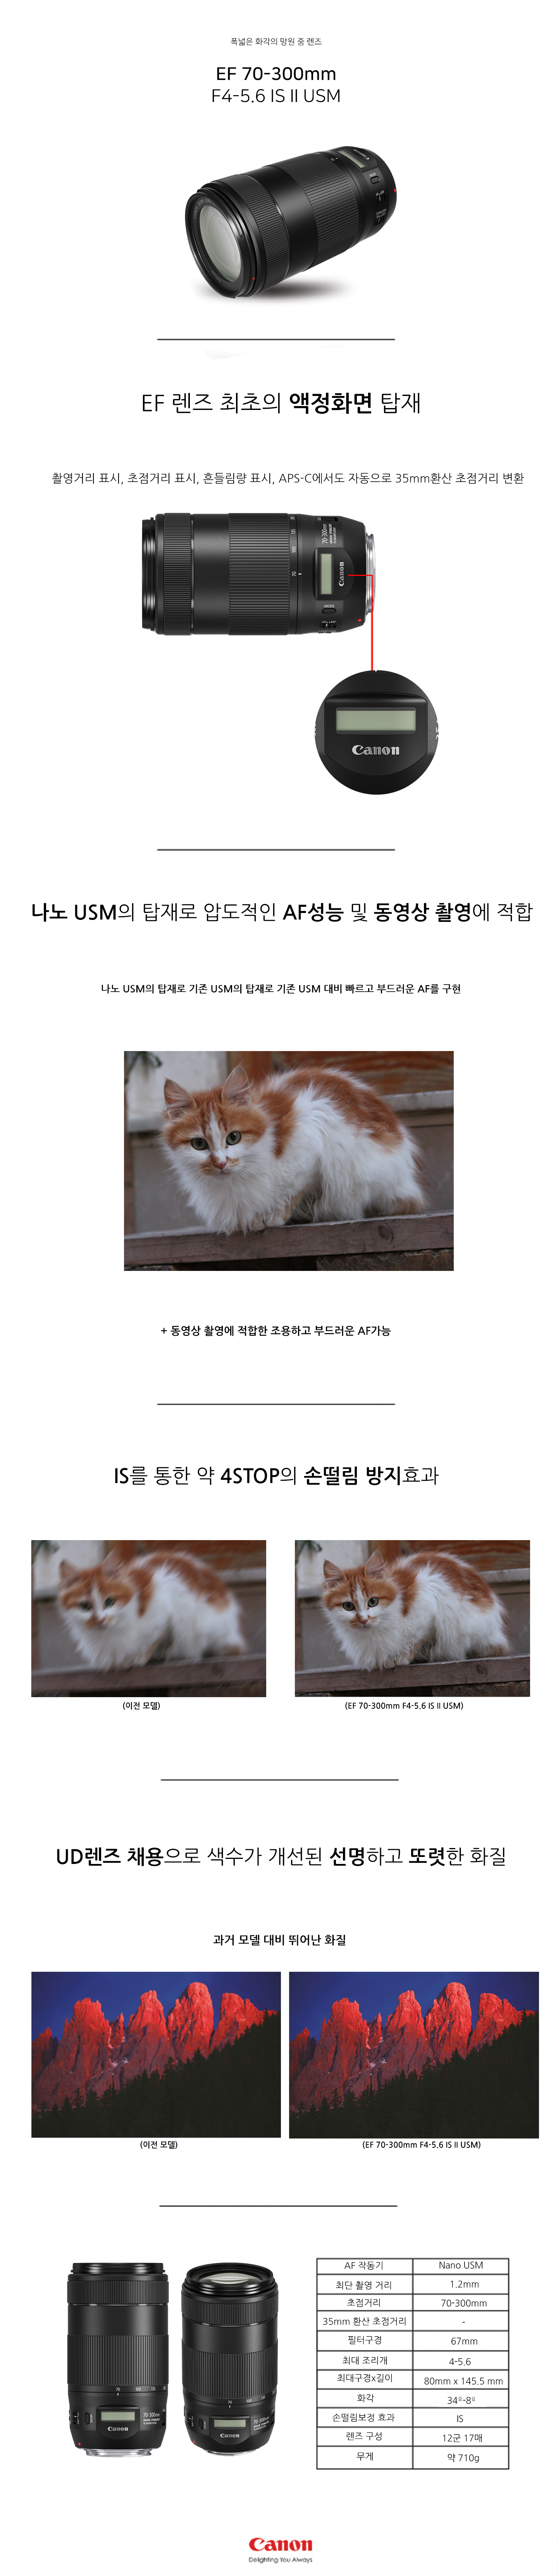 폭넓은 화각의 망원 줌 렌즈
EF 70-300mm
F4-5.6 IS II USM
EF 렌즈 최초의 액정화면 탑재
촬영거리 표시, 초점거리 표시, 흔들림량 표시, APS-C에서도 자동으로 35mm환산 초점거리 변환
70-300mm
Canon
MODE
70
100
Canon
나노 USM의 탑재로 압도적인 AF성능 및 동영상 촬영에 적합
나노 USM의 탑재로 기존 USM의 탑재로 기존 USM 대비 빠르고 부드러운 AF를 구현
+ 동영상 촬영에 적합한 조용하고 부드러운 AF가능
IS를 통한 약 4STOP의 손떨림 방지효과
(이전 모델)
(EF 70-300mm F4-5.6 IS II USM)
UD렌즈 채용으로 색수가 개선된 선명하고 또렷한 화질
과거 모델 대비 뛰어난 화질
(이전 모델)
(EF 70-300mm F4-5.6 IS II USM)
70-300mm
Canon
70-300mm
Canon
AF 작동기 Nano USM
최단 촬영 거리 1.2mm
초점거리 70-300mm
35mm 환산 초점거리 -
필터구경 67mm
최대 조리개 4-5.6
최대구경x길이 80mm x 145.5 mm
화각 34º-8º
손떨림보정 효과 IS
렌즈 구성 12군 17매
무게 약 710g
Canon
Delighting You Always